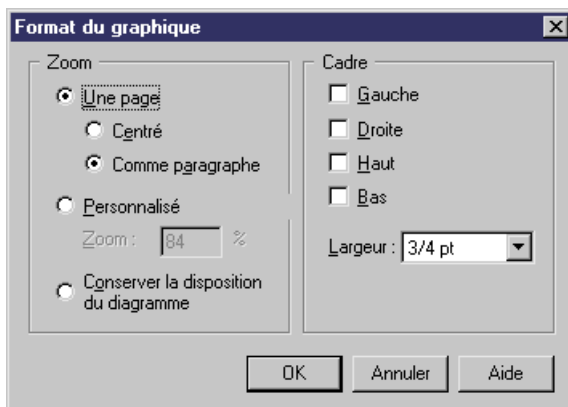 Format du graphique
Zoom
Une page
Centré
Comme paragraphe
Personnalisé
Zoom : 84 %
Conserver la disposition
du diagramme
Cadre
Gauche
Droite
Haut
Bas
Largeur : 3/4 pt
OK Annuler Aide